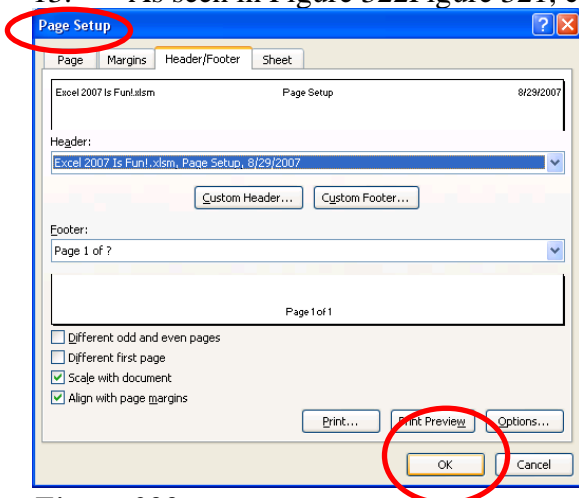 13. As seen in Figure 322Figure 321, c
Page Setup
Page Margins Header/Footer Sheet
Excel 2007 Is Fun!.xlsm Page Setup 8/29/2007
Header:
Excel 2007 Is Fun!.xlsm, Page Setup, 8/29/2007
Custom Header... Custom Footer...
Footer:
Page 1 of ?
Page 1 of 1
Different odd and even pages
Different first page
Scale with document
Align with page margins
Print... Print Preview Options...
OK Cancel